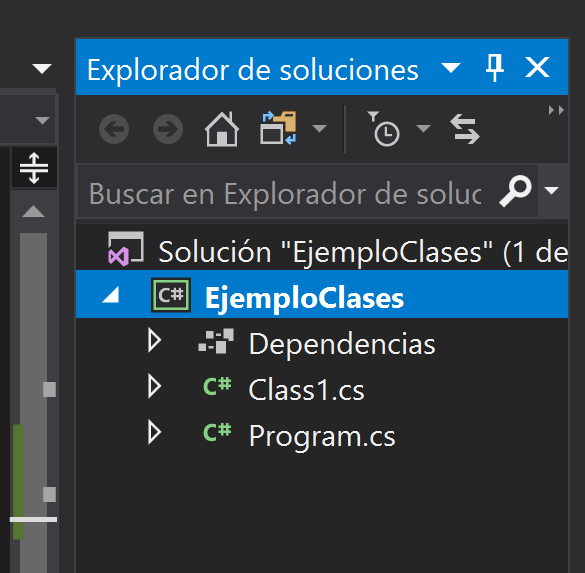 Explorador de soluciones
Buscar en Explorador de soluc
Solución "EjemploClases" (1 de
C# EjemploClases
Dependencias
C# Class1.cs
C# Program.cs